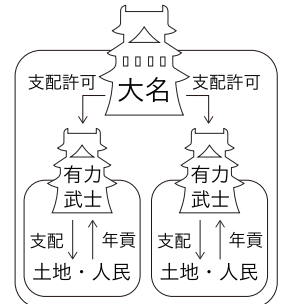 大名
支配許可 支配許可
有力
武士
有力
武士
支配 年貢
支配 年貢
土地・人民
土地・人民